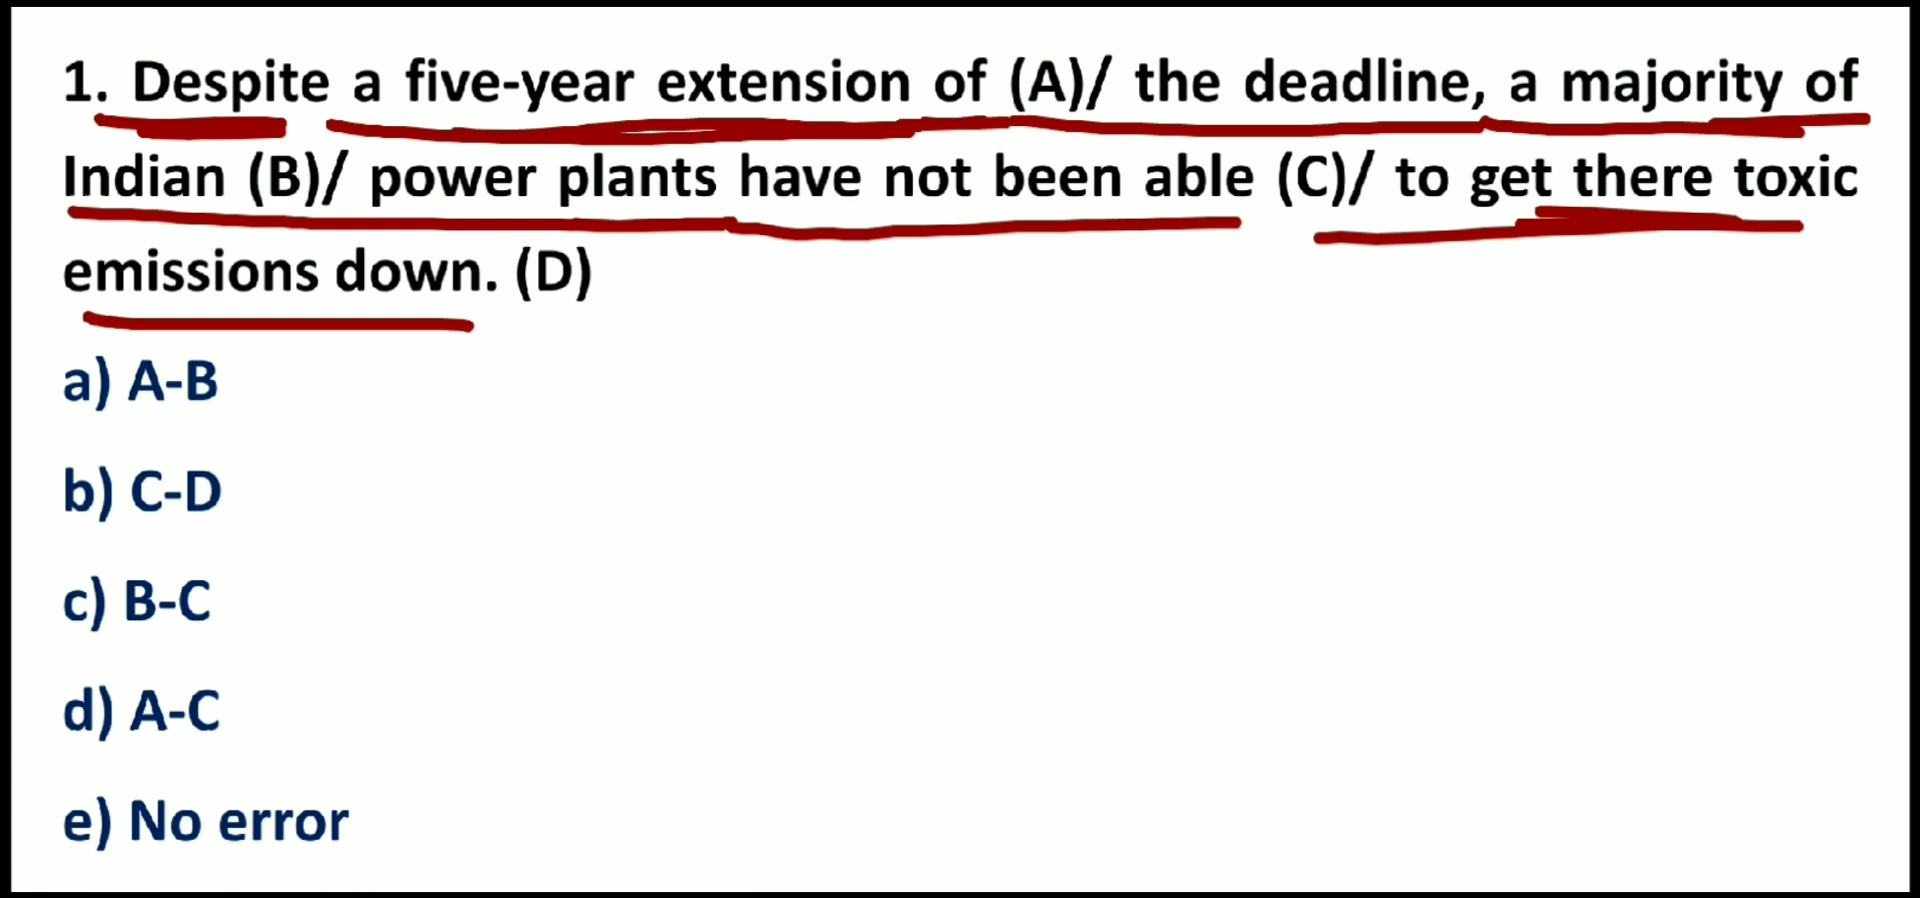 1. Despite a five-year extension of (A)/ the deadline, a majority of
Indian (B)/ power plants have not been able (C)/ to get there toxic
emissions down. (D)
a) A-B
b) C-D
c) B-C
d) A-C
e) No error